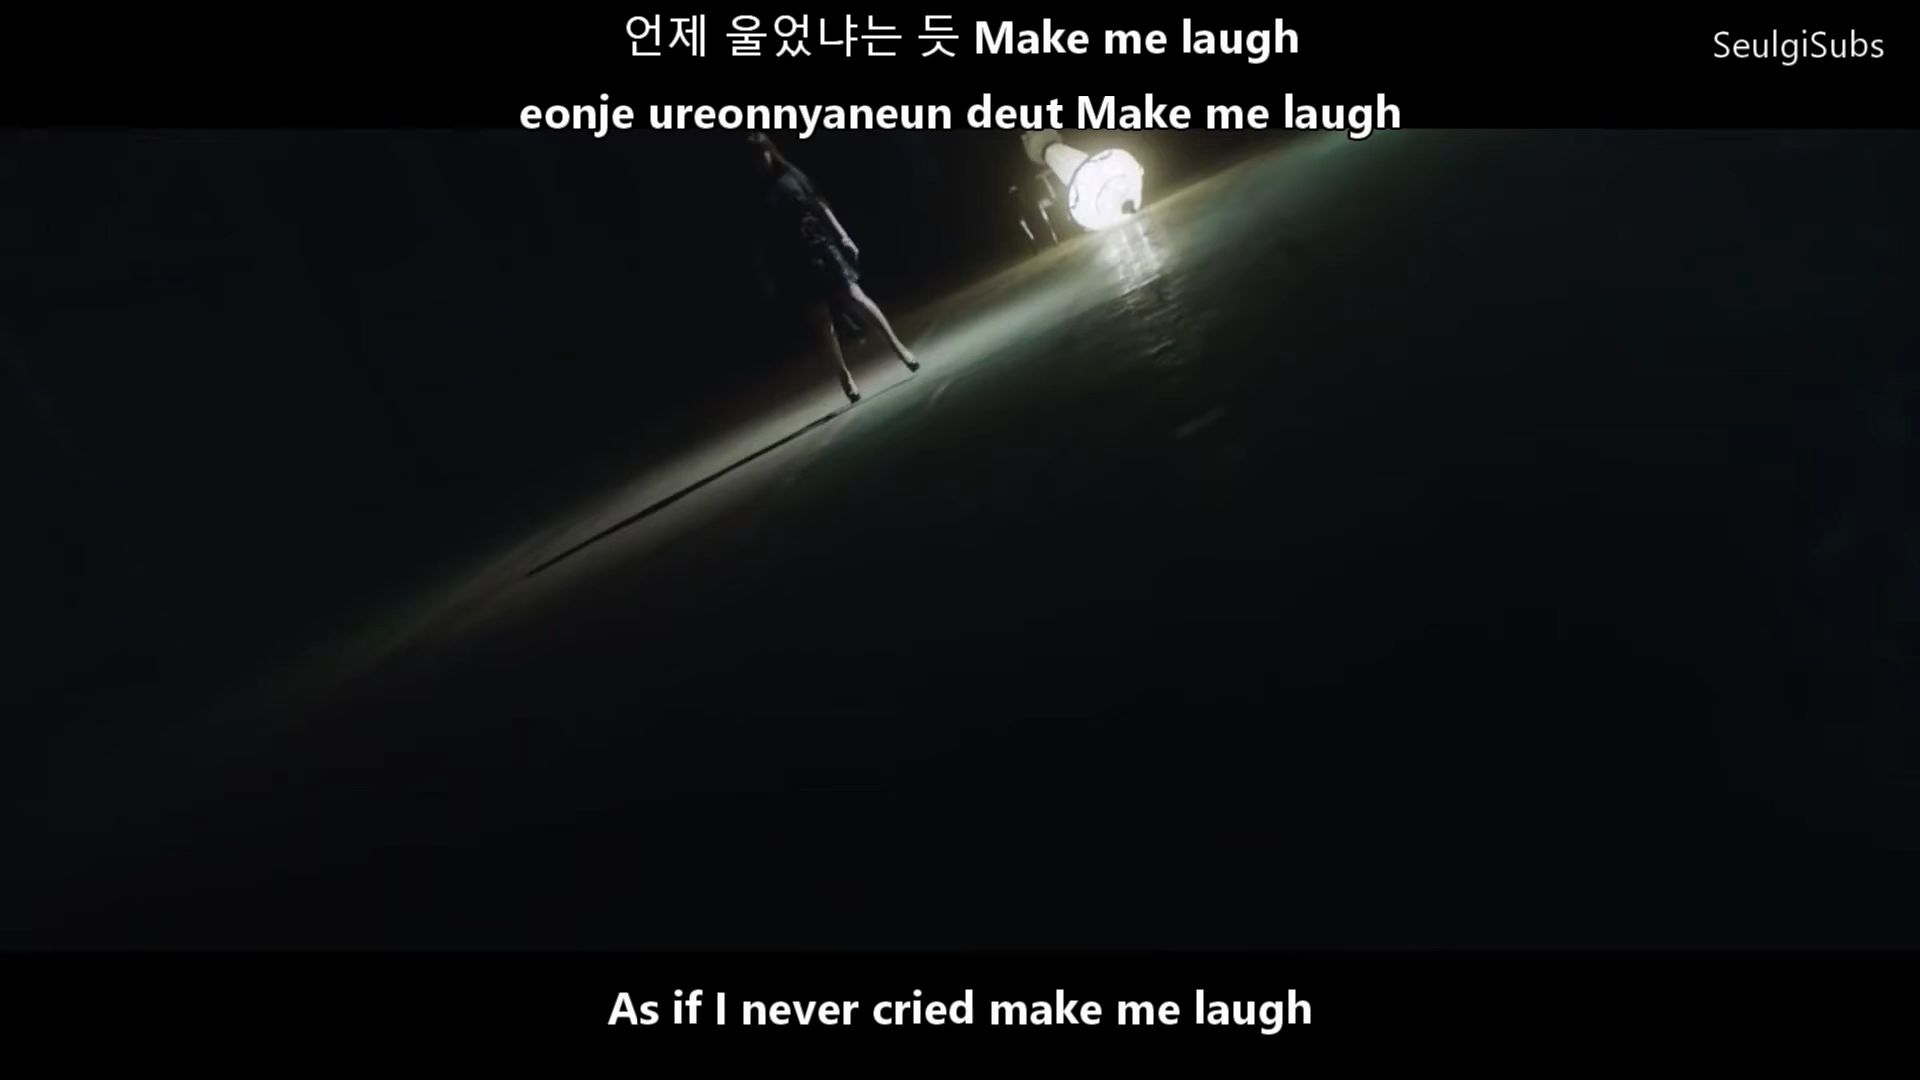 언제 울었냐는 듯 Make me laugh
SeulgiSubs
eonje ureonnyaneun deut Make me laugh
As if I never cried make me laugh